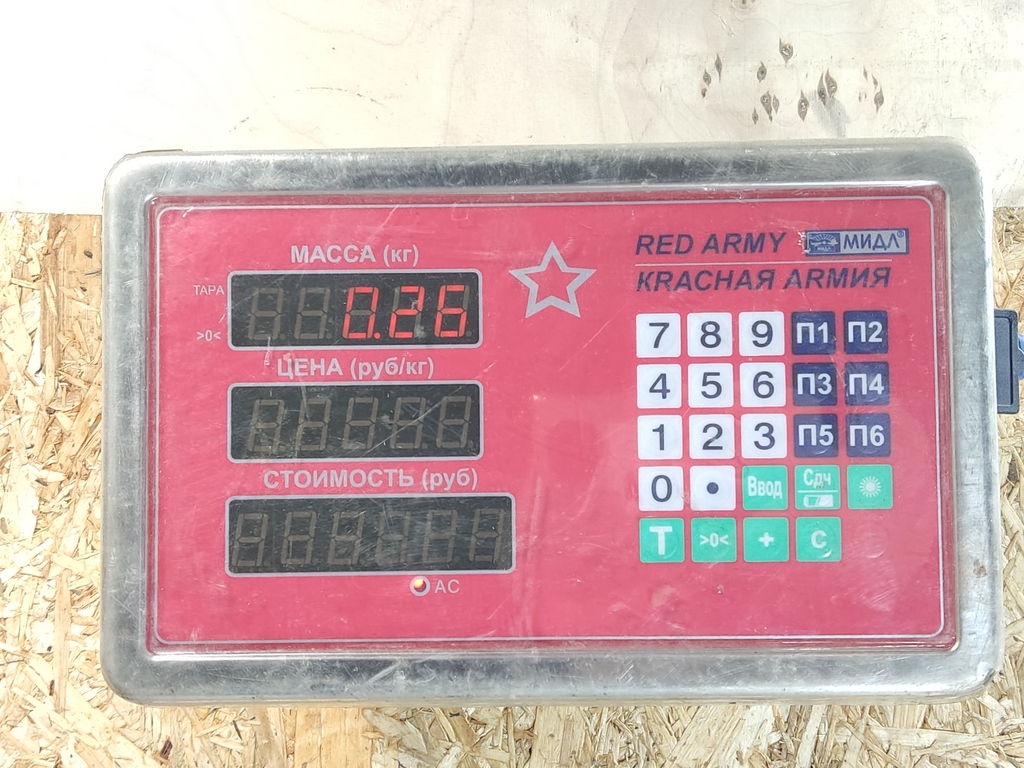 МАССА (кг)
ТАРА
>0<
0.26
ЦЕНА (руб/кг)
СТОИМОСТЬ (руб)
AC
RED ARMY МИДЛ®
КRАСНАЯ АRМИЯ
7 8 9 П1 П2
4 5 6 П3 П4
1 2 3 П5 П6
0 • Ввод Сдч
T >0< + C